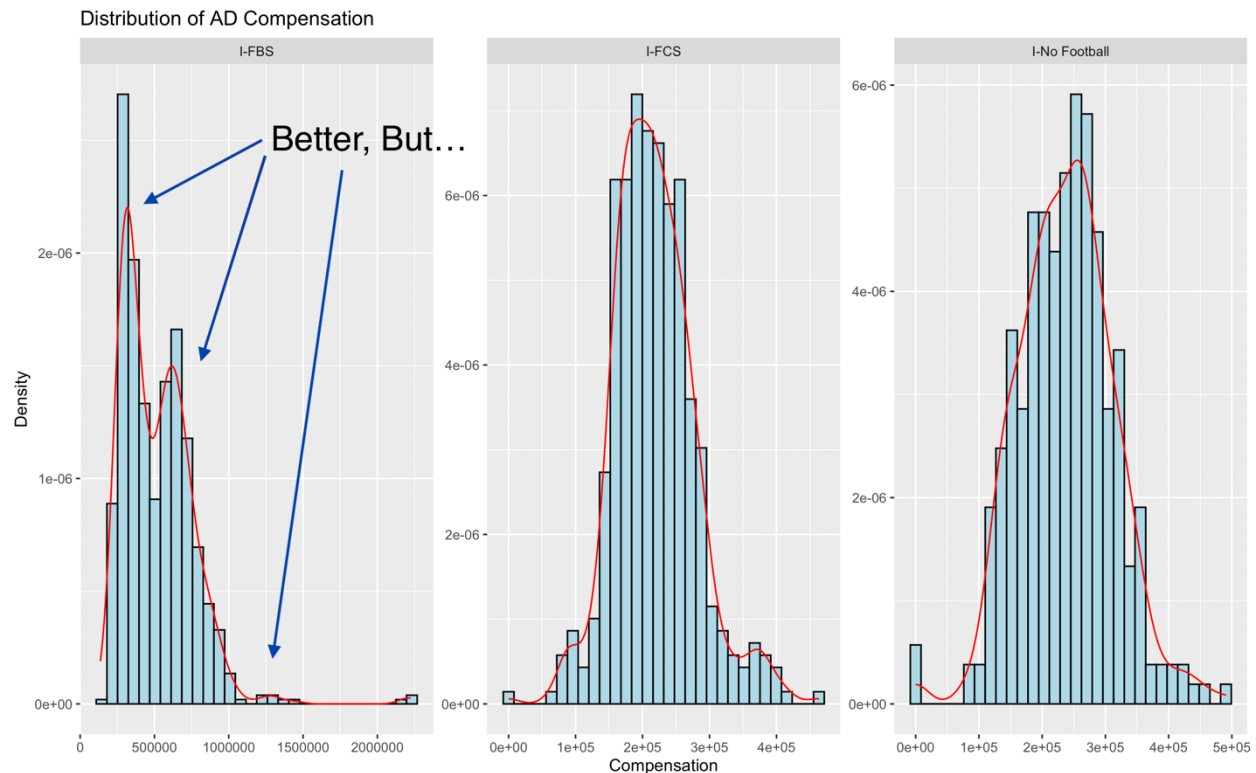 Distribution of AD Compensation
I-FBS
I-FCS
I-No Football
Better, But…
Density
2e-06
1e-06
0e+00
6e-06
4e-06
2e-06
0e+00
6e-06
4e-06
2e-06
0e+00
0 500000 1000000 1500000 2000000
0e+00 1e+05 2e+05 3e+05 4e+05
0e+00 1e+05 2e+05 3e+05 4e+05 5e+05
Compensation